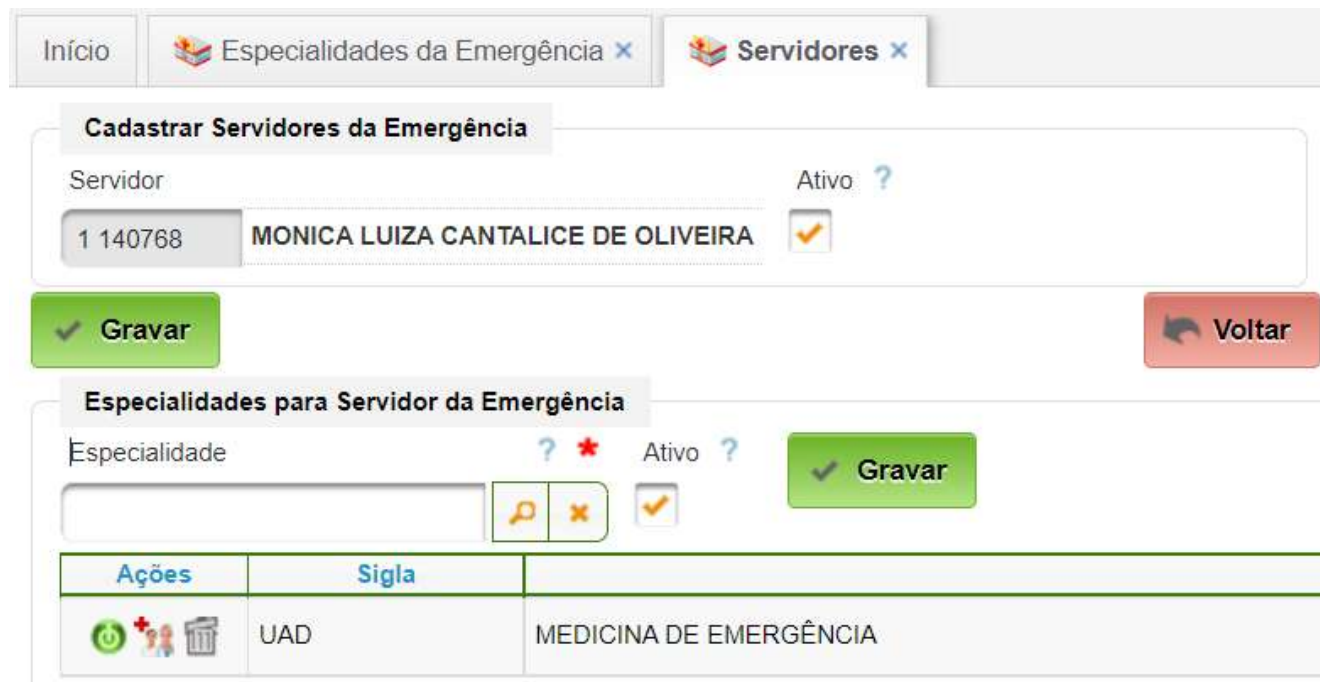 Início Especialidades da Emergência × Servidores ×
Cadastrar Servidores da Emergência
Servidor Ativo ?
1 140768 MONICA LUIZA CANTALICE DE OLIVEIRA
Gravar Voltar
Especialidades para Servidor da Emergência
Especialidade ? * Ativo ? Gravar
Ações Sigla
UAD MEDICINA DE EMERGÊNCIA